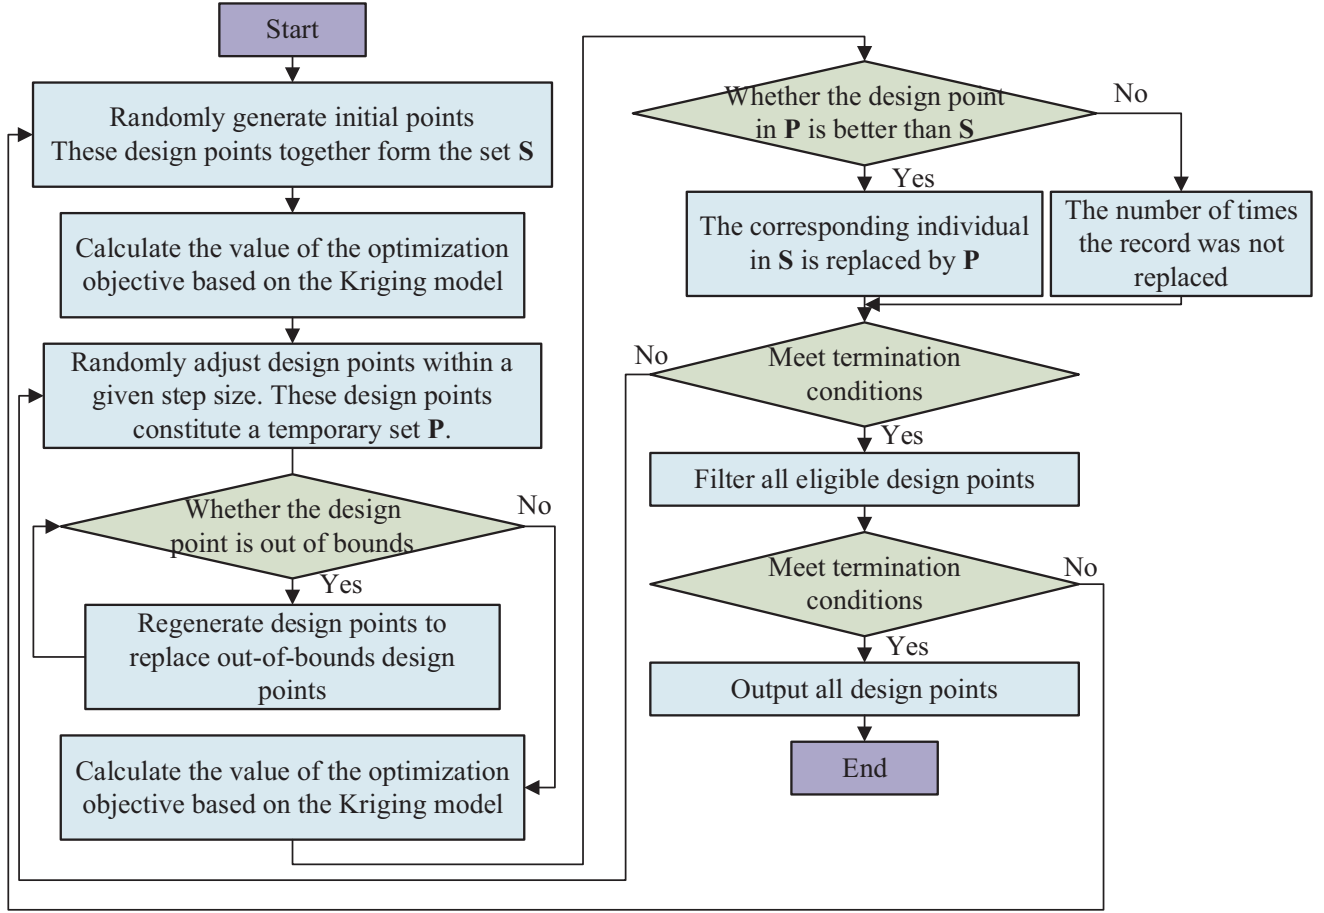 Start
Randomly generate initial points
These design points together form the set S
Calculate the value of the optimization
objective based on the Kriging model
Randomly adjust design points within a
given step size. These design points
constitute a temporary set P.
Whether the design
point is out of bounds
No
Yes
Regenerate design points to
replace out-of-bounds design
points
Calculate the value of the optimization
objective based on the Kriging model
Whether the design point
in P is better than S
No
Yes
The corresponding individual
in S is replaced by P
The number of times
the record was not
replaced
No
Meet termination
conditions
Yes
Filter all eligible design points
Meet termination
conditions
No
Yes
Output all design points
End